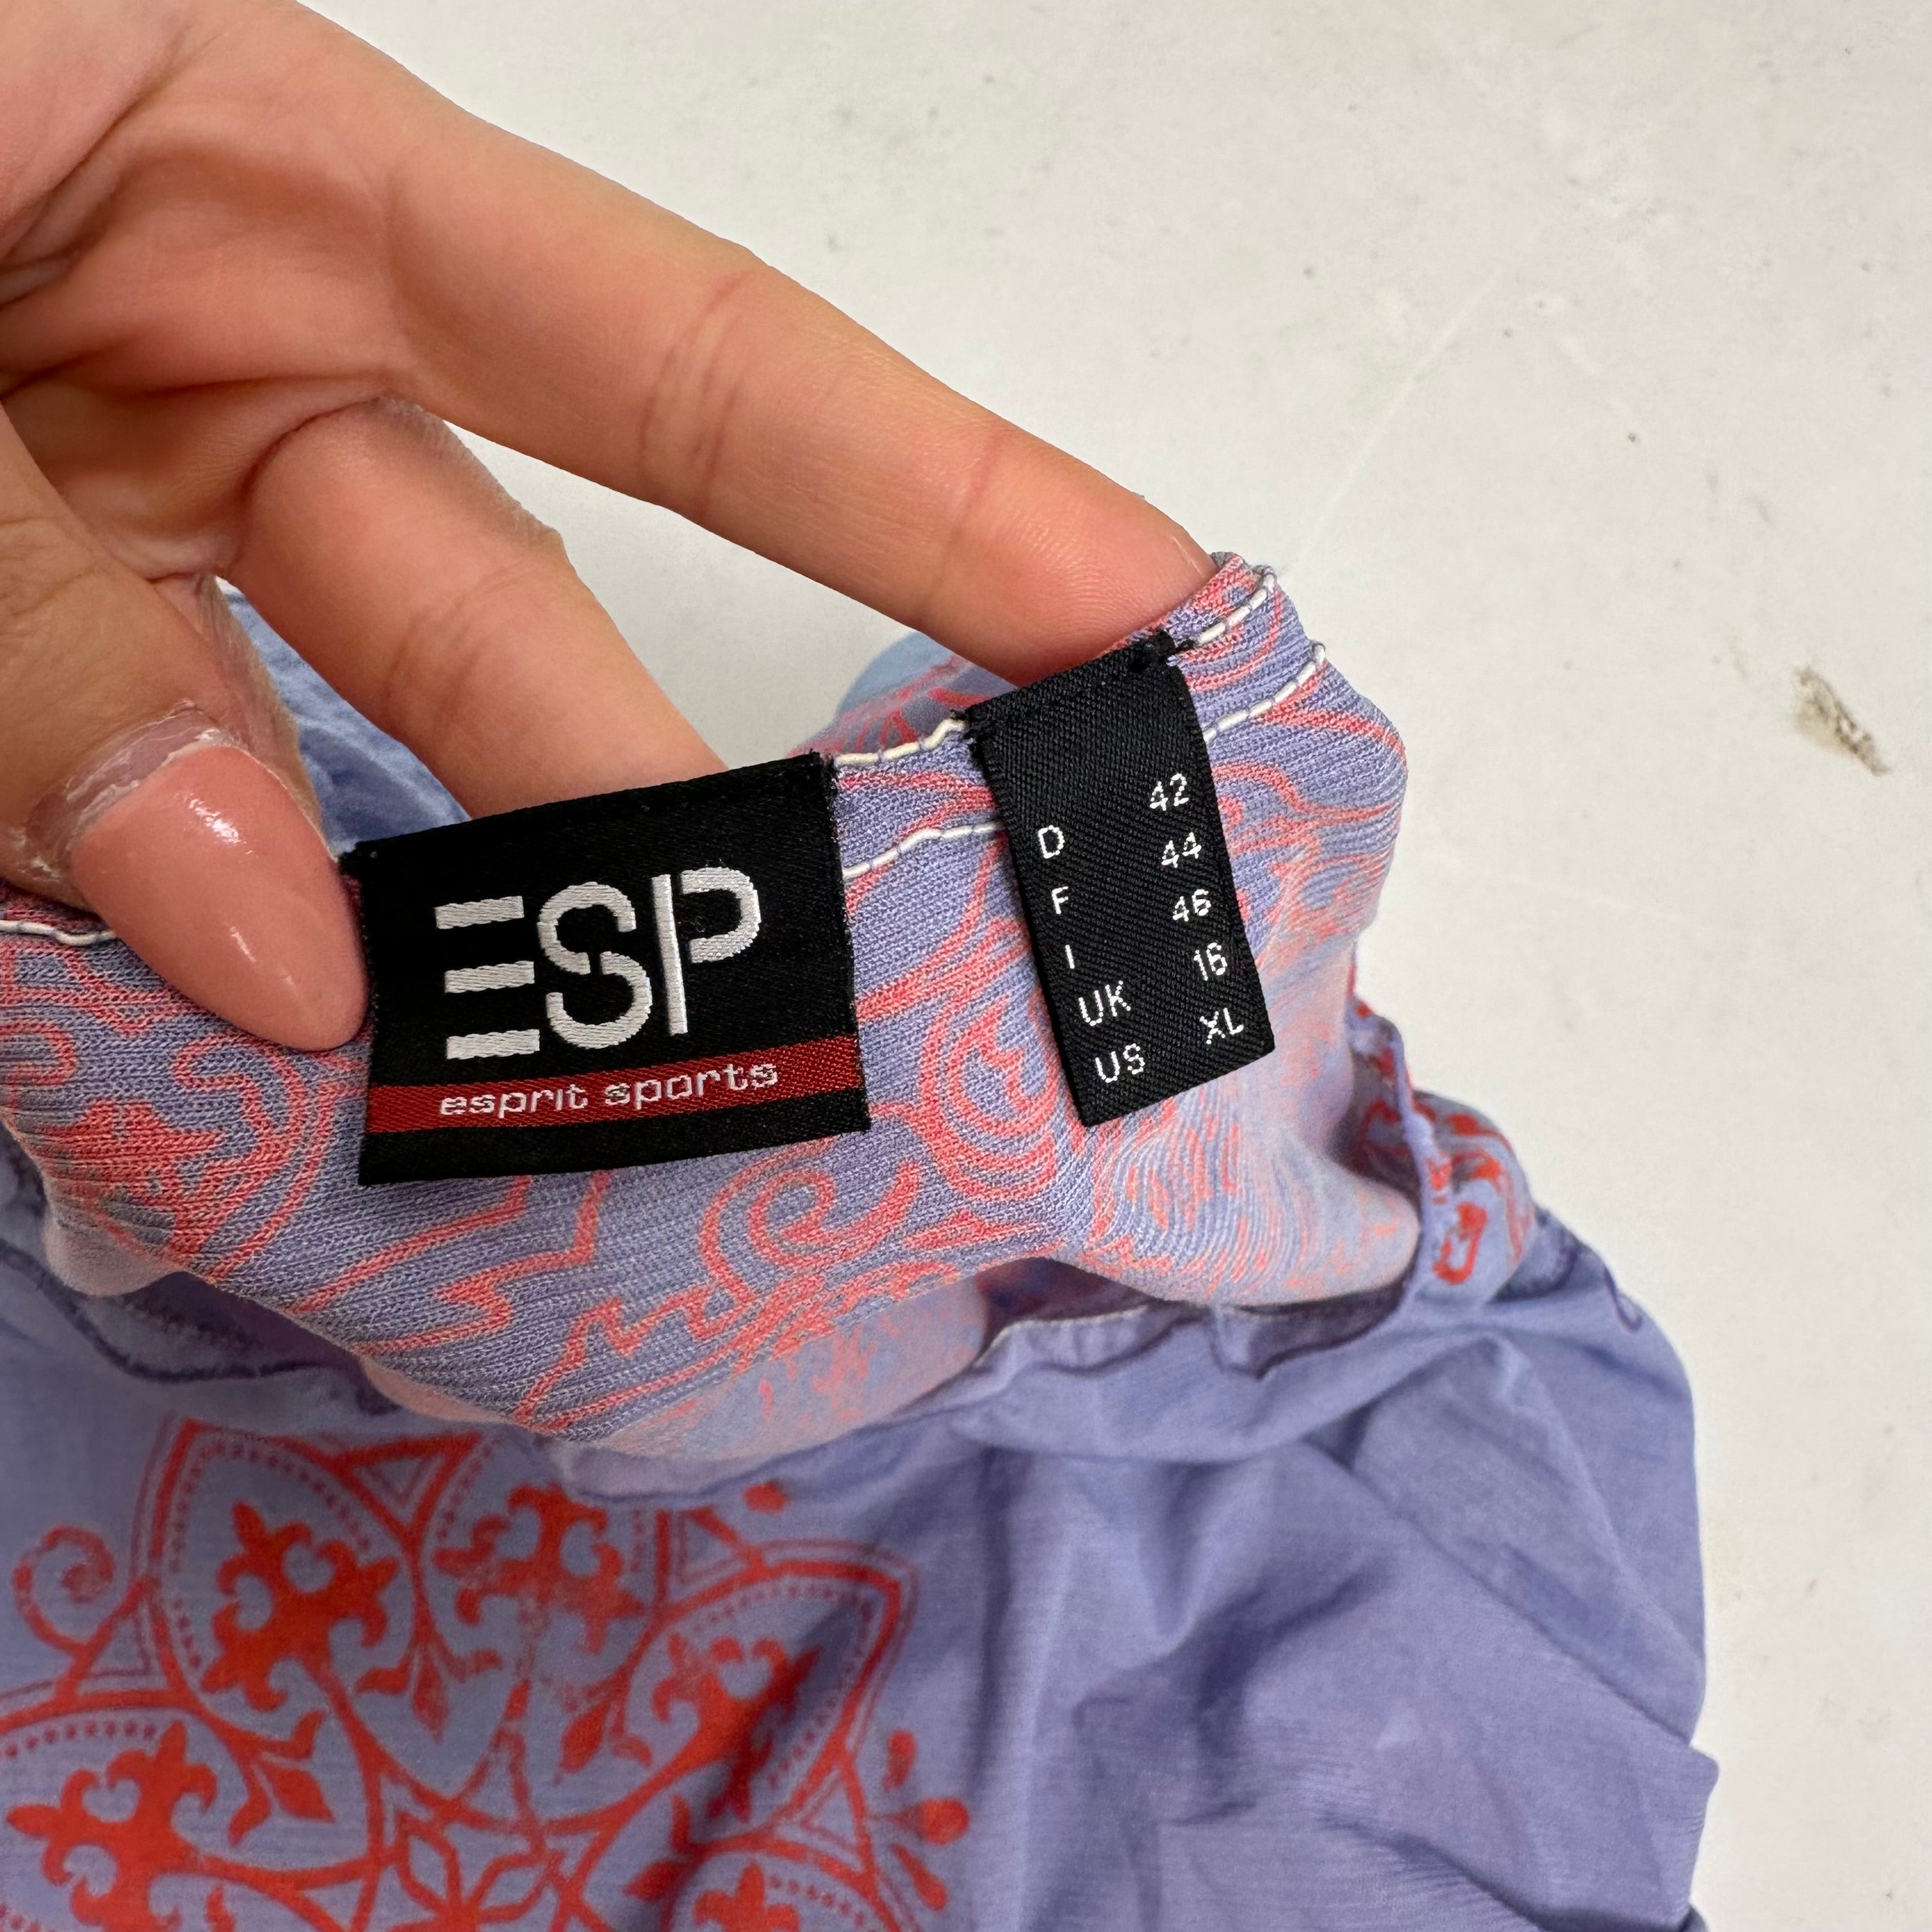 ESP
esprit sports
D 42
F 44
I 46
UK 16
US XL